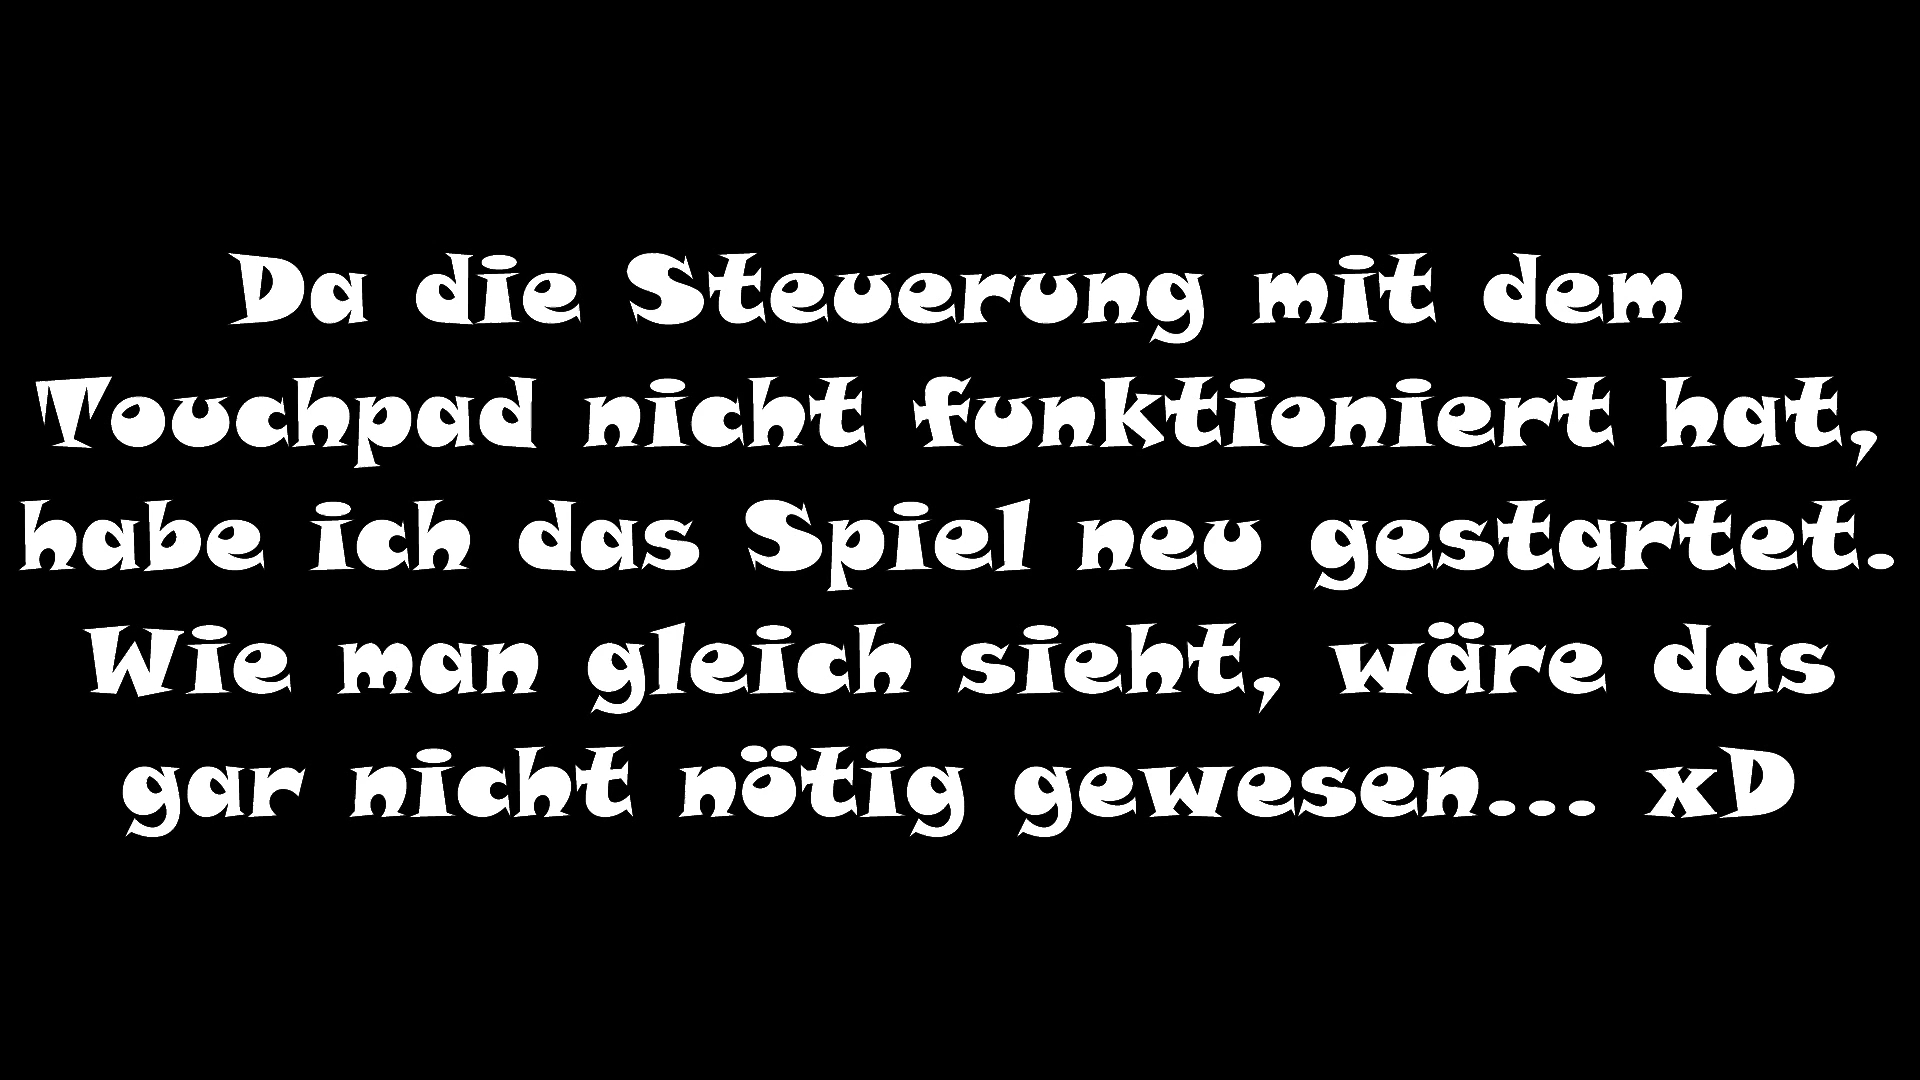 Da die Steuerung mit dem
Touchpad nicht funktioniert hat,
habe ich das Spiel neu gestartet.
Wie man gleich sieht, wäre das
gar nicht nötig gewesen... xD